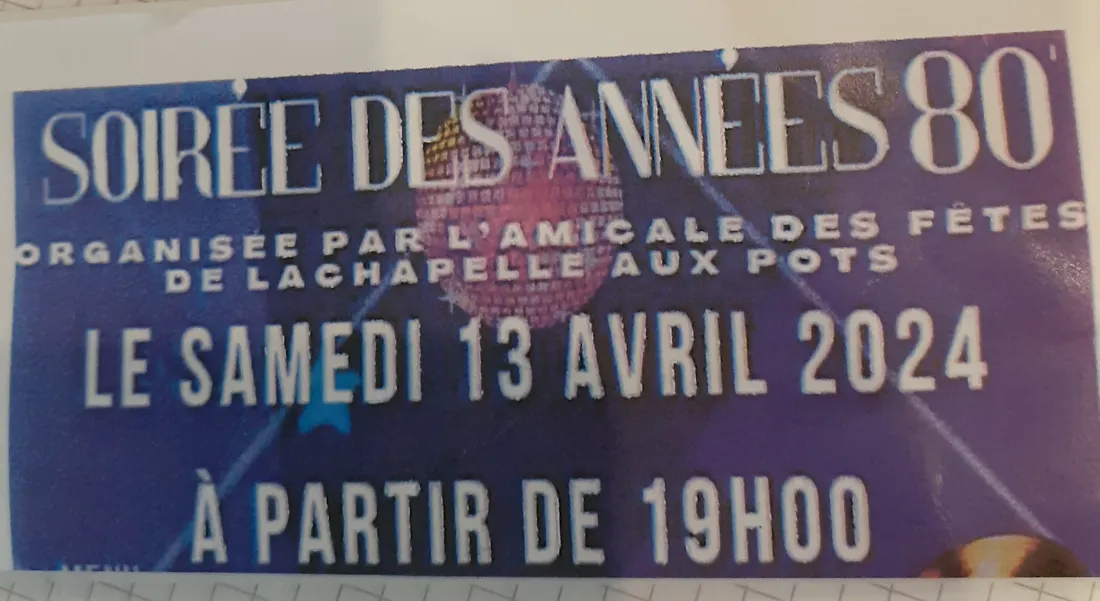 SOIRÉE DES ANNÉES 80'
ORGANISÉE PAR L'AMICALE DES FÊTES
DE LACHAPELLE AUX POTS
LE SAMEDI 13 AVRIL 2024
À PARTIR DE 19H00